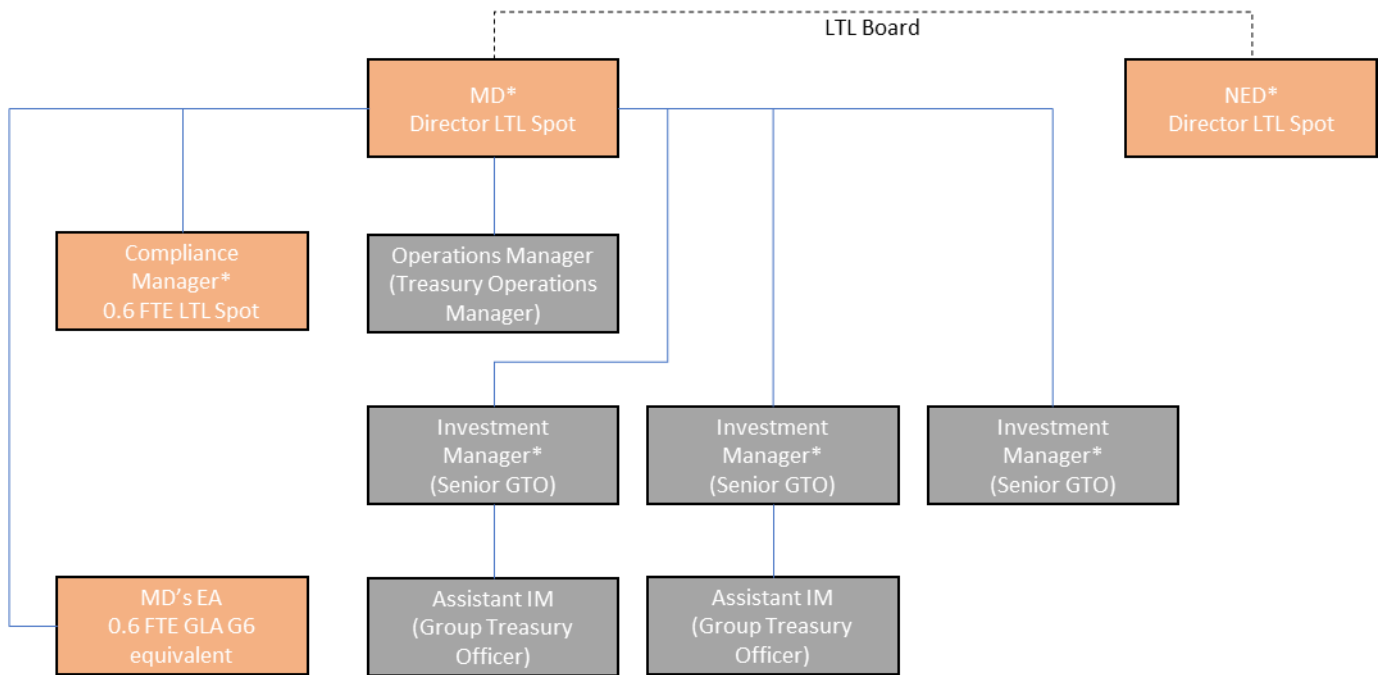 LTL Board
MD*
Director LTL Spot
NED*
Director LTL Spot
Compliance
Manager*
0.6 FTE LTL Spot
Operations Manager
(Treasury Operations
Manager)
Investment
Manager*
(Senior GTO)
Investment
Manager*
(Senior GTO)
Investment
Manager*
(Senior GTO)
MD’s EA
0.6 FTE GLA G6
equivalent
Assistant IM
(Group Treasury
Officer)
Assistant IM
(Group Treasury
Officer)